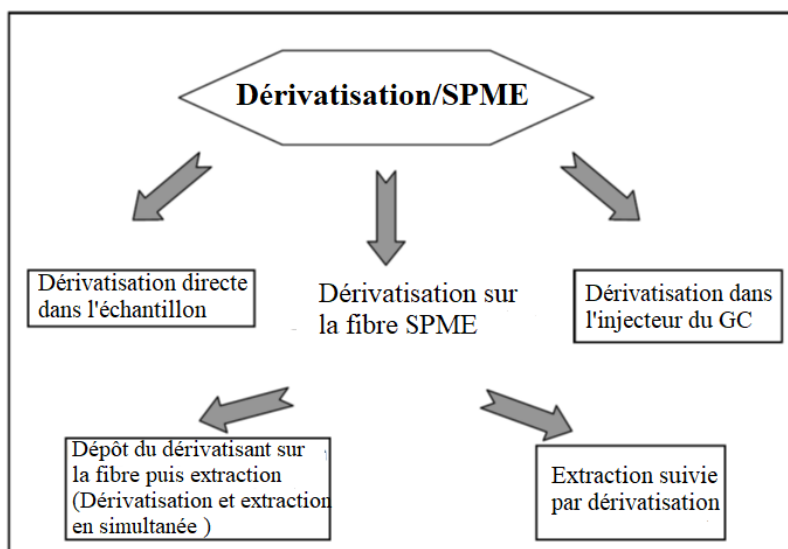 Dérivatisation/SPME
Dérivatisation directe
dans l'échantillon
Dérivatisation sur
la fibre SPME
Dérivatisation dans
l'injecteur du GC
Dépôt du dérivatisant sur
la fibre puis extraction
(Dérivatisation et extraction
en simultanée )
Extraction suivie
par dérivatisation